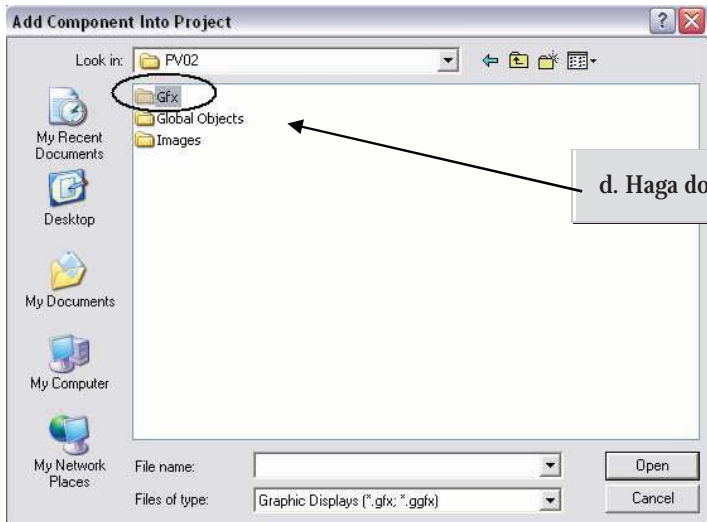 Add Component Into Project
Look in:
PV02
Gfx
Global Objects
Images
My Recent
Documents
Desktop
My Documents
My Computer
My Network
Places
d. Haga do
File name:
Open
Files of type:
Graphic Displays (*.gfx; *.ggfx)
Cancel